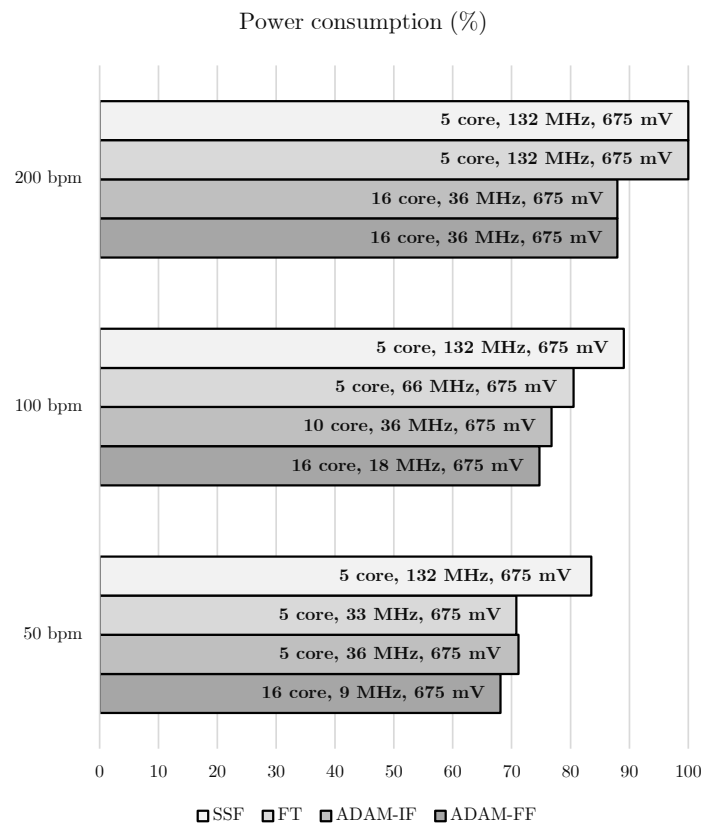 Power consumption (%)
200 bpm
5 core, 132 MHz, 675 mV
5 core, 132 MHz, 675 mV
16 core, 36 MHz, 675 mV
16 core, 36 MHz, 675 mV
100 bpm
5 core, 132 MHz, 675 mV
5 core, 66 MHz, 675 mV
10 core, 36 MHz, 675 mV
16 core, 18 MHz, 675 mV
50 bpm
5 core, 132 MHz, 675 mV
5 core, 33 MHz, 675 mV
5 core, 36 MHz, 675 mV
16 core, 9 MHz, 675 mV
0 10 20 30 40 50 60 70 80 90 100
SSF FT ADAM-IF ADAM-FF